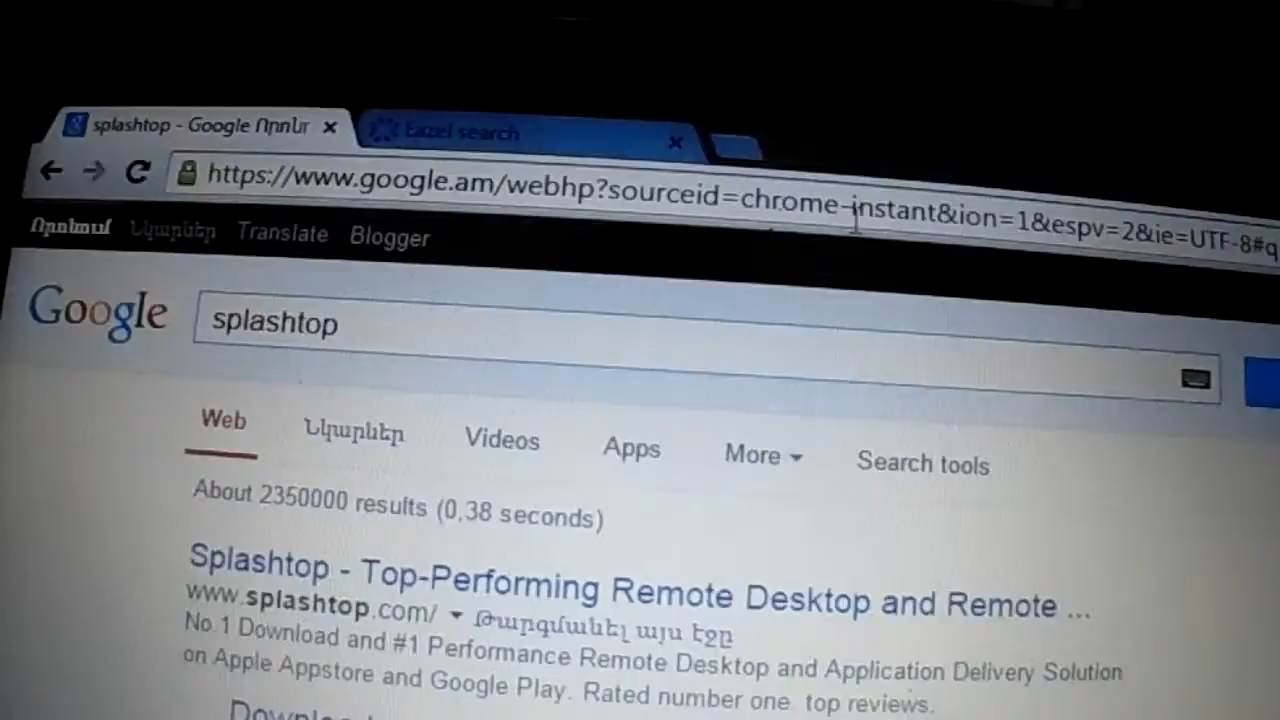 splashtop - Google Որոնւ
Eazel search
https://www.google.am/webhp?sourceid=chrome-instant&ion=1&espv=2&ie=UTF-8#q
Որոնում Նկարներ Translate Blogger
Google splashtop
Web Նկարներ Videos Apps More Search tools
About 2350000 results (0,38 seconds)
Splashtop - Top-Performing Remote Desktop and Remote ...
www.splashtop.com/ Թարգմանել այս էջը
No.1 Download and #1 Performance Remote Desktop and Application Delivery Solution
on Apple Appstore and Google Play. Rated number one top reviews.